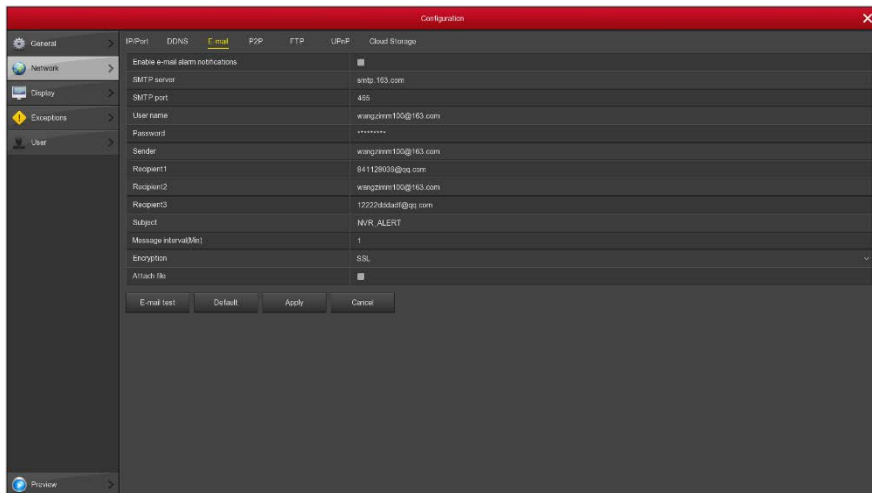 Configuration
General
Network
Display
Exceptions
User
Preview
IP/Port DDNS E-mail P2P FTP UPnP Cloud Storage
Enable e-mail alarm notifications
SMTP server smtp.163.com
SMTP port 465
User name wangzimm100@163.com
Password *********
Sender wangzimm100@163.com
Recipient1 841129039@qq.com
Recipient2 wangzimm100@163.com
Recipient3 12222dddadf@qq.com
Subject NVR_ALERT
Message interval(Min) 1
Encryption SSL
Attach file
E-mail test Default Apply Cancel